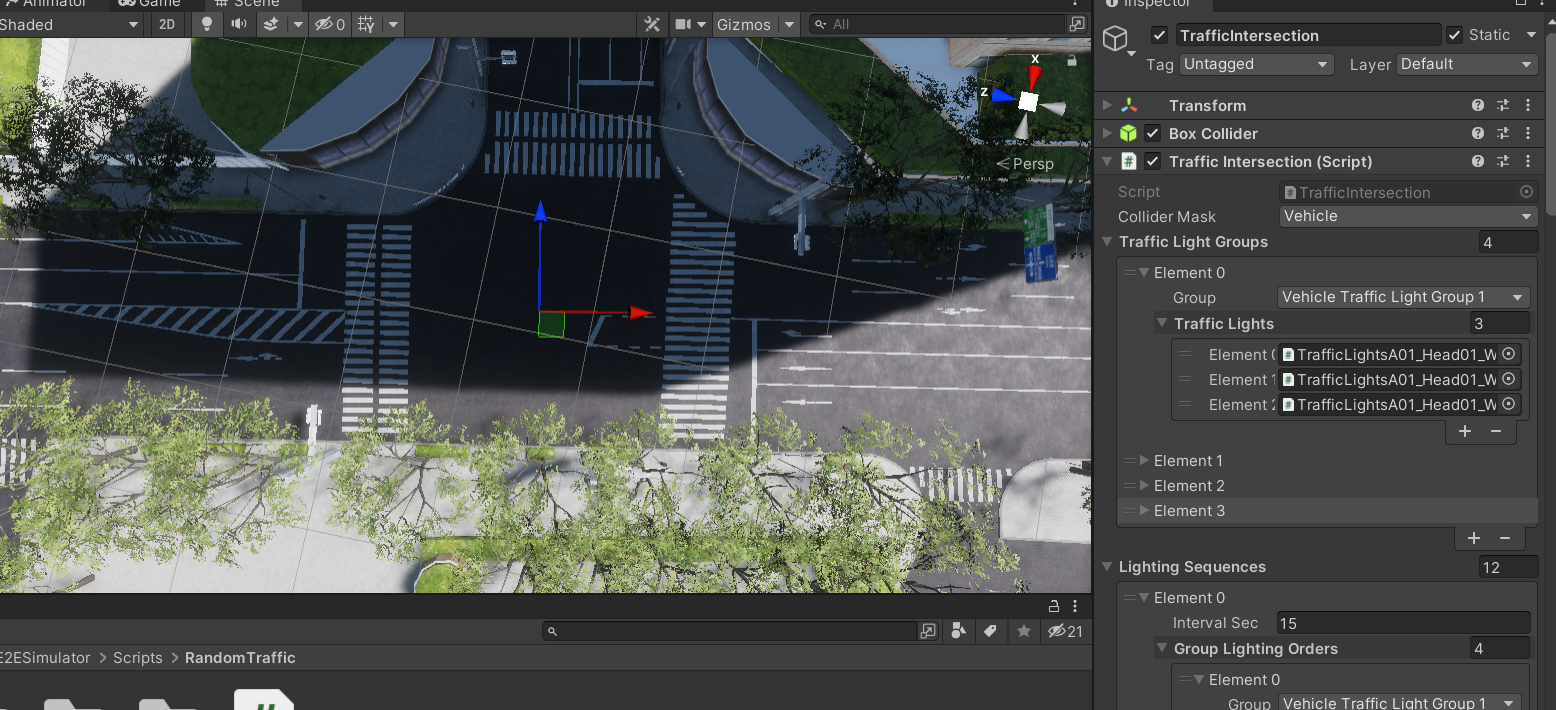 Animator Game Scene
Shaded 2D 0 Gizmos All
x
z
Persp
E2ESimulator > Scripts > RandomTraffic
21
Inspector
TrafficIntersection Static
Tag Untagged Layer Default
Transform
Box Collider
# Traffic Intersection (Script)
Script # TrafficIntersection
Collider Mask Vehicle
Traffic Light Groups 4
Element 0
Group Vehicle Traffic Light Group 1
Traffic Lights 3
Element 0 # TrafficLightsA01_Head01_W
Element 1 # TrafficLightsA01_Head01_W
Element 2 # TrafficLightsA01_Head01_W
+ −
Element 1
Element 2
Element 3
+ −
Lighting Sequences 12
Element 0
Interval Sec 15
Group Lighting Orders 4
Element 0
Group Vehicle Traffic Light Group 1